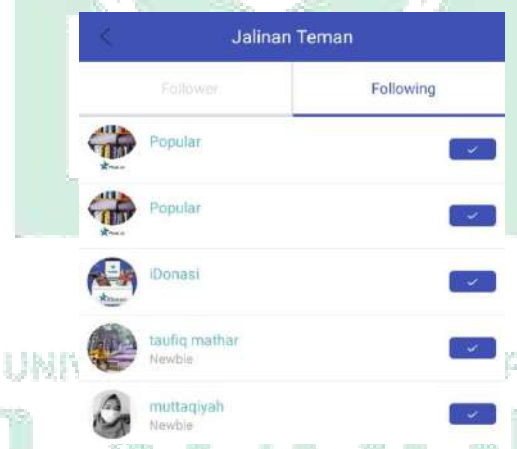 Jalinan Teman
Follower
Following
Popular
Popular
iDonasi
taufiq mathar
Newbie
muttaqiyah
Newbie